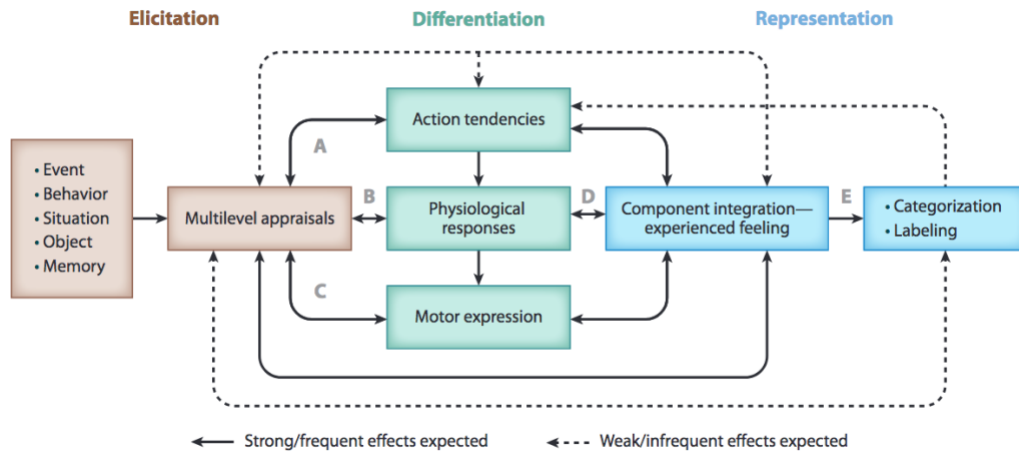 Elicitation
Differentiation
Representation
• Event
• Behavior
• Situation
• Object
• Memory
Multilevel appraisals
A
B
C
Action tendencies
Physiological
responses
Motor expression
D
Component integration—
experienced feeling
E
• Categorization
• Labeling
Strong/frequent effects expected
Weak/infrequent effects expected